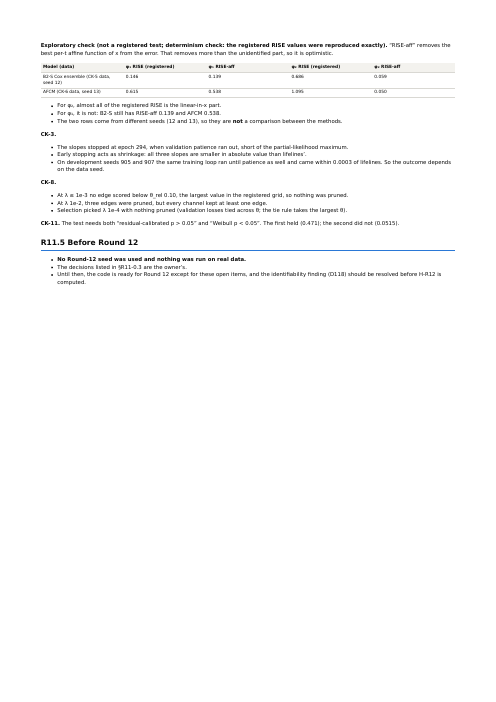 Exploratory check (not a registered test; determinism check: the registered RISE values were reproduced exactly). "RISE-aff" removes the
best per-t affine function of x from the error. That removes more than the unidentified part, so it is optimistic.
Model (data) φ₁ RISE (registered) φ₁ RISE-aff φ₂ RISE (registered) φ₂ RISE-aff
B2-S Cox ensemble (CK-5 data, 0.146 0.139 0.686 0.059
seed 12)
AFCM (CK-6 data, seed 13) 0.615 0.538 1.095 0.050
• For φ₂, almost all of the registered RISE is the linear-in-x part.
• For φ₁, it is not: B2-S still has RISE-aff 0.139 and AFCM 0.538.
• The two rows come from different seeds (12 and 13), so they are not a comparison between the methods.
CK-3.
• The slopes stopped at epoch 294, when validation patience ran out, short of the partial-likelihood maximum.
• Early stopping acts as shrinkage: all three slopes are smaller in absolute value than lifelines'.
• On development seeds 905 and 907 the same training loop ran until patience as well and came within 0.0003 of lifelines. So the outcome depends
on the data seed.
CK-8.
• At λ ≤ 1e-3 no edge scored below θ_rel 0.10, the largest value in the registered grid, so nothing was pruned.
• At λ 1e-2, three edges were pruned, but every channel kept at least one edge.
• Selection picked λ 1e-4 with nothing pruned (validation losses tied across θ; the tie rule takes the largest θ).
CK-11. The test needs both "residual-calibrated p > 0.05" and "Weibull p < 0.05". The first held (0.471); the second did not (0.0515).
R11.5 Before Round 12
• No Round-12 seed was used and nothing was run on real data.
• The decisions listed in §R11-0.3 are the owner's.
• Until then, the code is ready for Round 12 except for these open items, and the identifiability finding (D118) should be resolved before H-R12 is
computed.